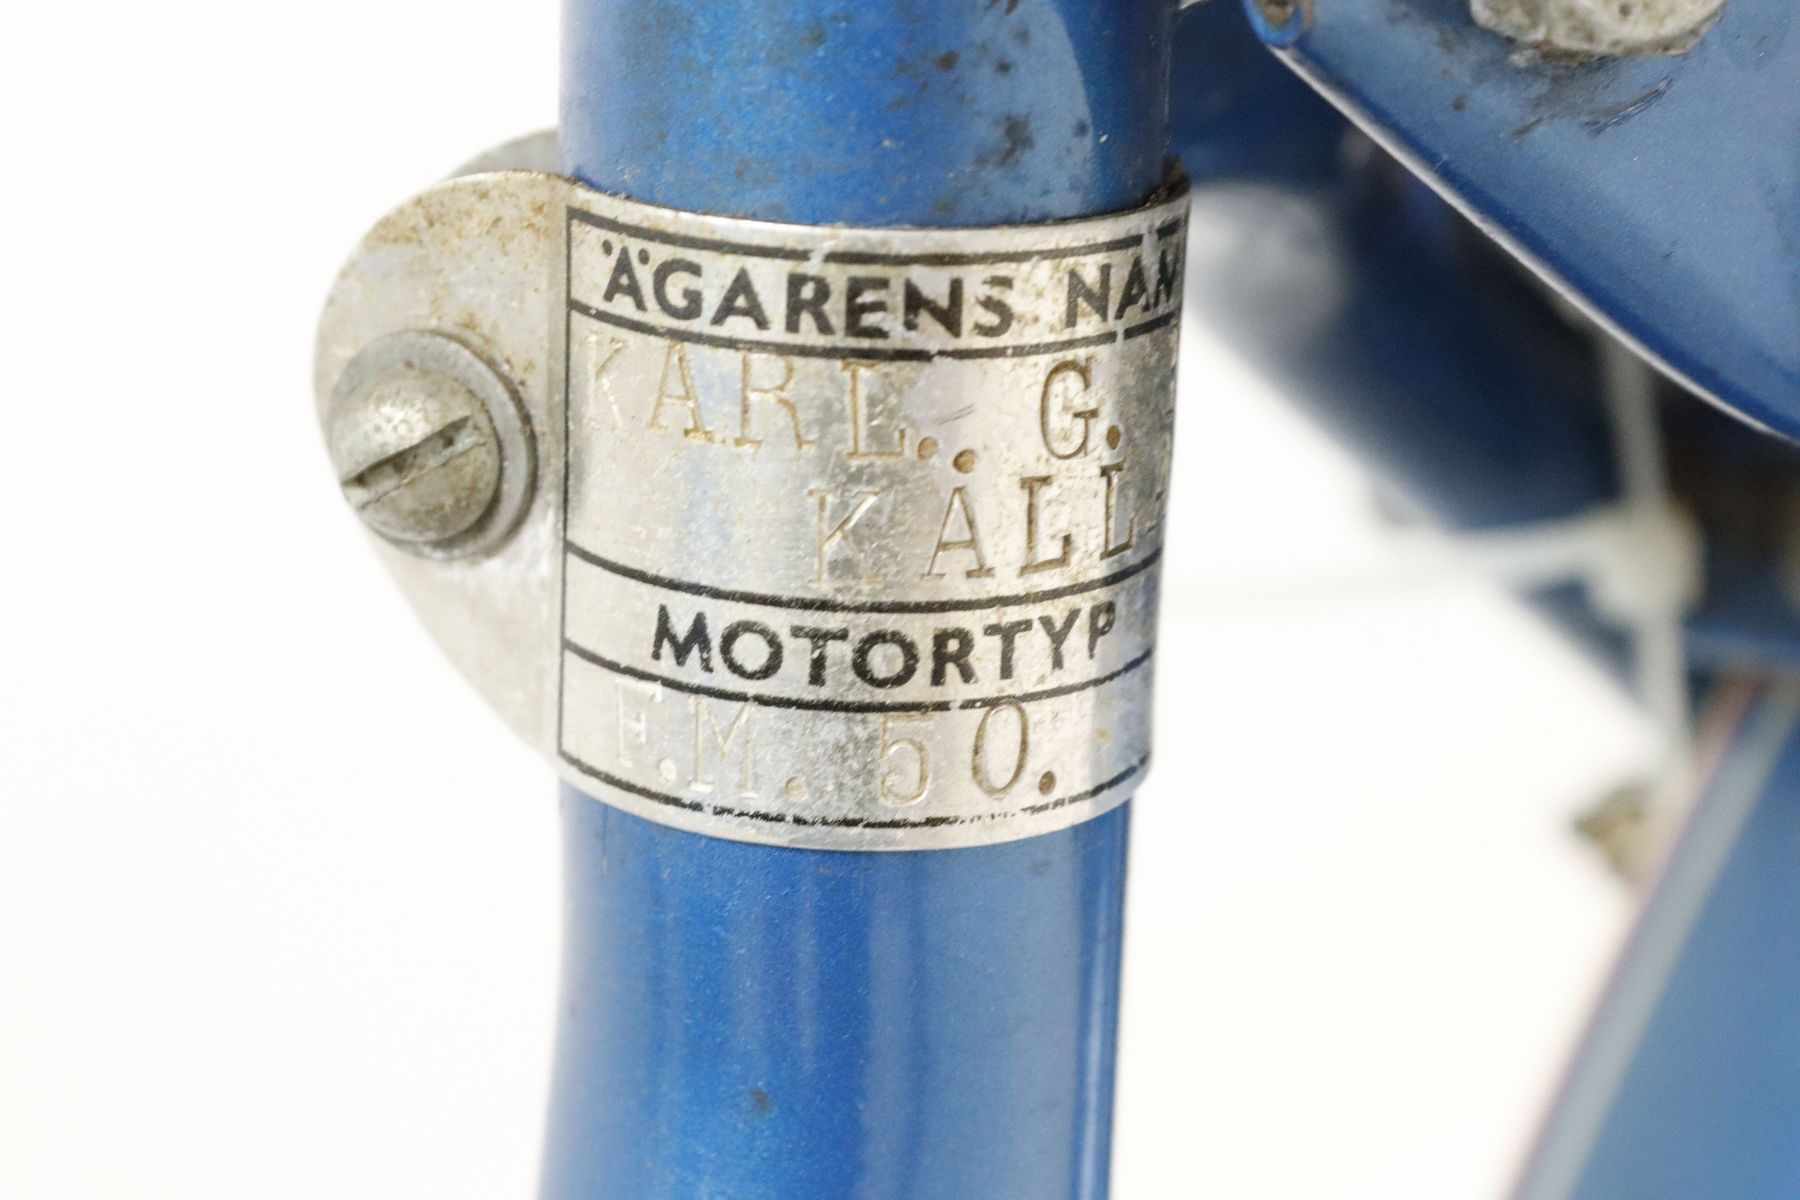 ÄGARENS NAM
KARL G.
KÄLL
MOTORTYP
F.M. 50.